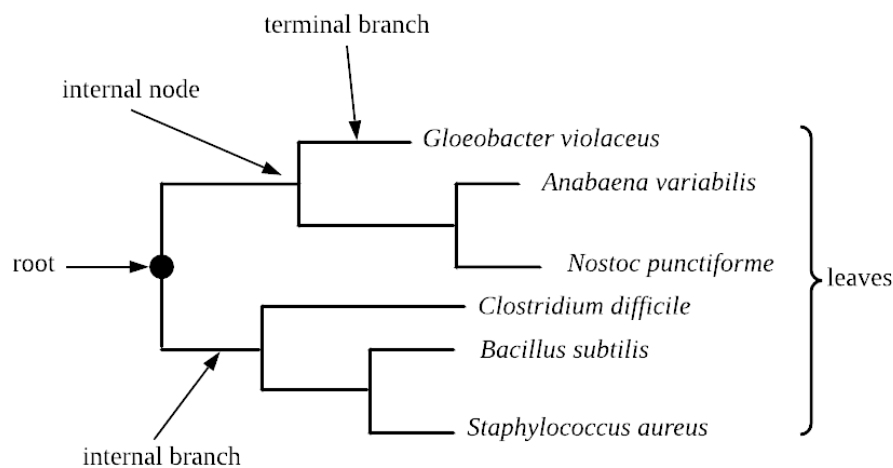 terminal branch
internal node
Gloeobacter violaceus
Anabaena variabilis
root
Nostoc punctiforme
leaves
Clostridium difficile
Bacillus subtilis
Staphylococcus aureus
internal branch